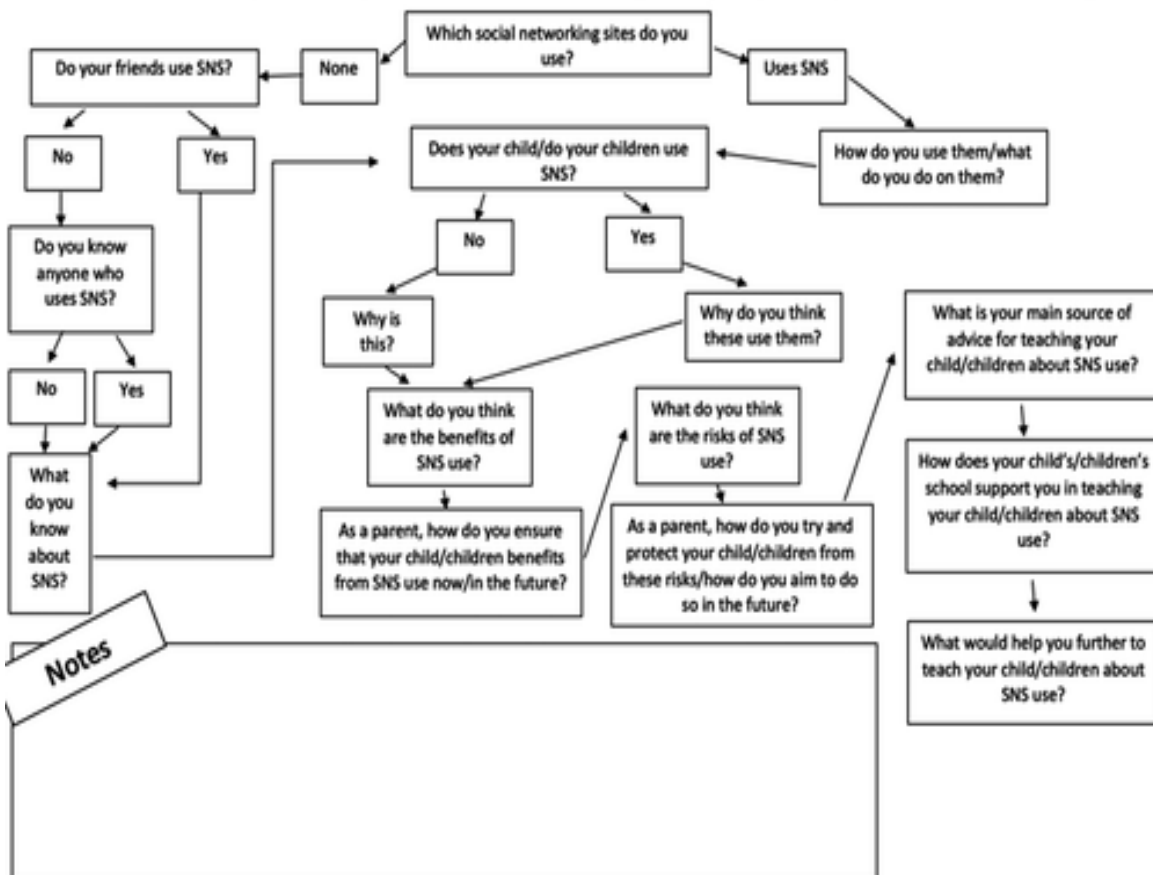 Which social networking sites do you
use?
Do your friends use SNS?
None
Uses SNS
No
Yes
Does your child/do your children use
SNS?
How do you use them/what
do you do on them?
Do you know
anyone who
uses SNS?
No
Yes
Why is
this?
Why do you think
these use them?
What is your main source of
advice for teaching your
child/children about SNS use?
No
Yes
What do you think
are the benefits of
SNS use?
What do you think
are the risks of SNS
use?
What
do you
know
about
SNS?
As a parent, how do you ensure
that your child/children benefits
from SNS use now/in the future?
As a parent, how do you try and
protect your child/children from
these risks/how do you aim to do
so in the future?
How does your child's/children's
school support you in teaching
your child/children about SNS
use?
What would help you further to
teach your child/children about
SNS use?
Notes